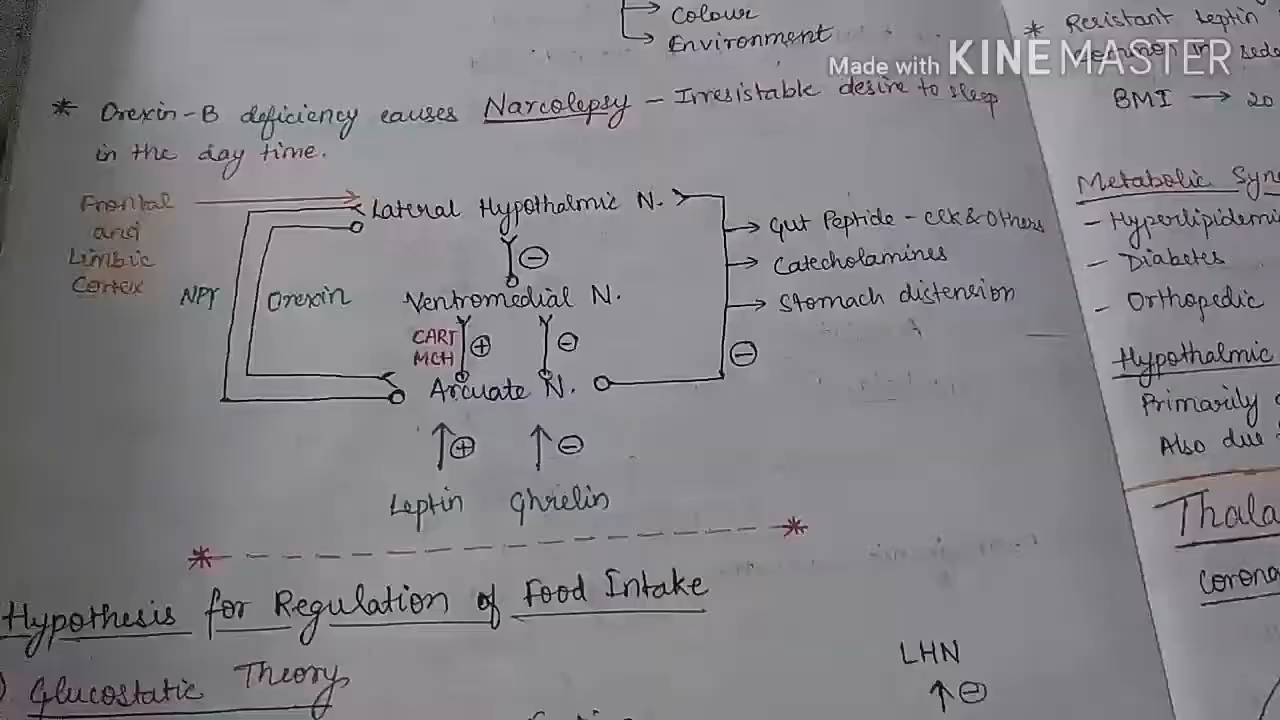 Colour
Environment
* Orexin-B deficiency causes Narcolepsy - Irresistable desire to sleep
in the day time.
Frontal
and
Limbic
Cortex
Lateral Hypothalmic N.
⊖
NPY
Orexin
Ventromedial N.
CART
MCH
⊕
⊖
Arcuate N.
⊕
⊖
Leptin
Ghrelin
Gut Peptide - CCK & Others
Catecholamines
Stomach distension
⊖
Hypothesis for Regulation of Food Intake
Glucostatic Theory
LHN
⊖
* Resistant Leptin
BMI → 20
Metabolic Syn
- Hyperlipidemi
- Diabetes
- Orthopedic
Hypothalmic
Primarily
Also due
Thala
Corona
Made with KINEMASTER